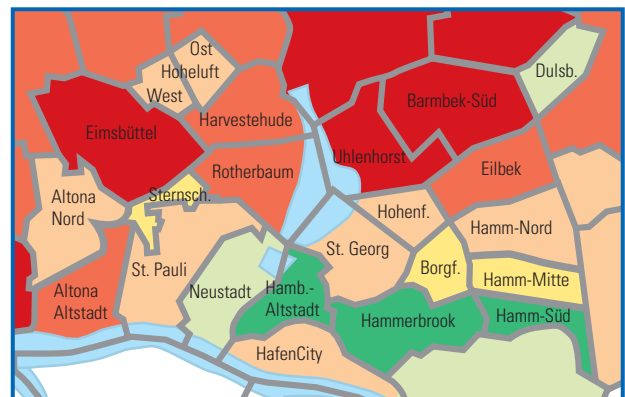 Ost
Hoheluft
West
Dulsb.
Barmbek-Süd
Harvestehude
Eimsbüttel
Uhlenhorst
Eilbek
Rotherbaum
Sternsch.
Altona
Nord
Hohenf.
Hamm-Nord
St. Georg
St. Pauli
Borgf.
Hamm-Mitte
Neustadt
Hamb.-
Altstadt
Altona
Altstadt
Hammerbrook
Hamm-Süd
HafenCity